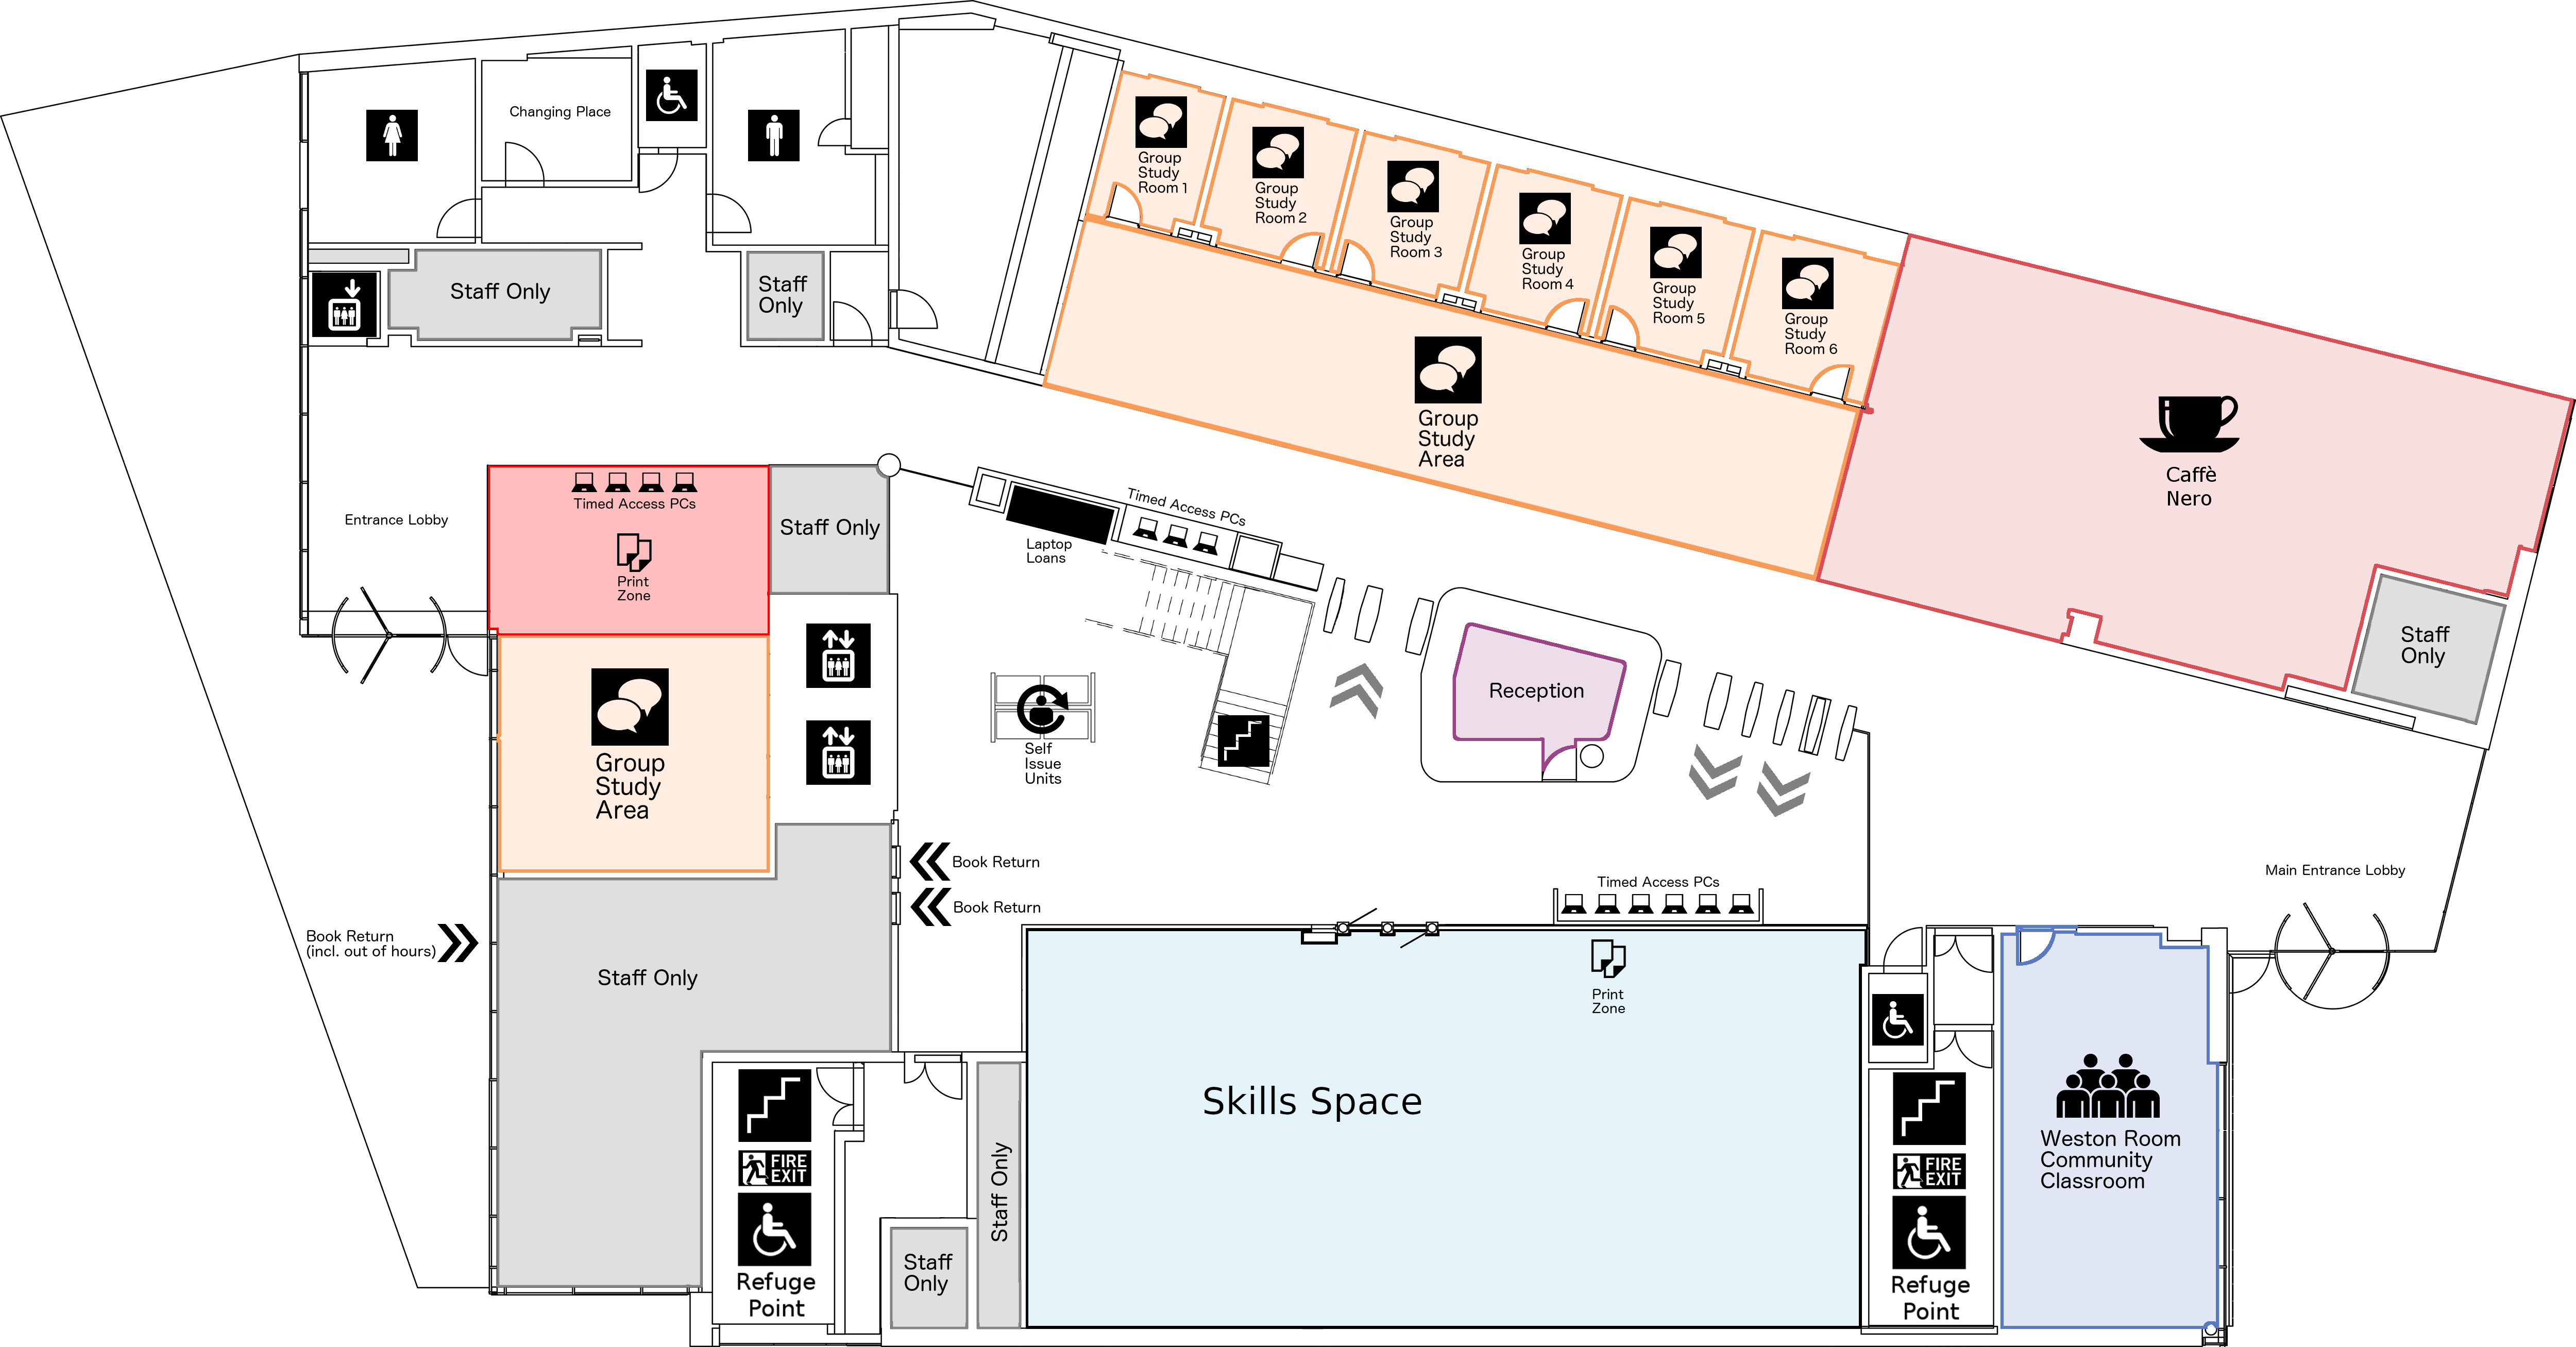 Changing Place
Group
Study
Room 1
Group
Study
Room 2
Group
Study
Room 3
Group
Study
Room 4
Group
Study
Room 5
Group
Study
Room 6
Staff Only
Staff
Only
Group
Study
Area
Caffè
Nero
Entrance Lobby
Timed Access PCs
Print
Zone
Staff Only
Timed Access PCs
Laptop
Loans
Staff
Only
Reception
Group
Study
Area
Self
Issue
Units
Book Return
Book Return
Timed Access PCs
Main Entrance Lobby
Book Return
(incl. out of hours)
Staff Only
Print
Zone
Skills Space
Staff Only
FIRE
EXIT
Refuge
Point
Staff
Only
FIRE
EXIT
Refuge
Point
Weston Room
Community
Classroom